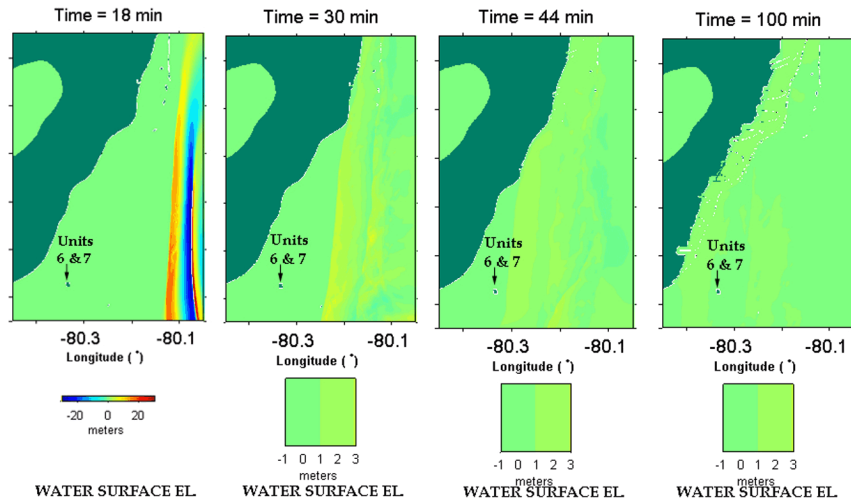 Time = 18 min
Time = 30 min
Time = 44 min
Time = 100 min
Units
6 & 7
Units
6 & 7
Units
6 & 7
Units
6 & 7
-80.3 -80.1
-80.3 -80.1
-80.3 -80.1
-80.3 -80.1
Longitude ( ° )
Longitude ( ° )
Longitude ( ° )
Longitude ( ° )
-20 0 20
meters
-1 0 1 2 3
meters
-1 0 1 2 3
meters
-1 0 1 2 3
meters
WATER SURFACE EL.
WATER SURFACE EL.
WATER SURFACE EL.
WATER SURFACE EL.